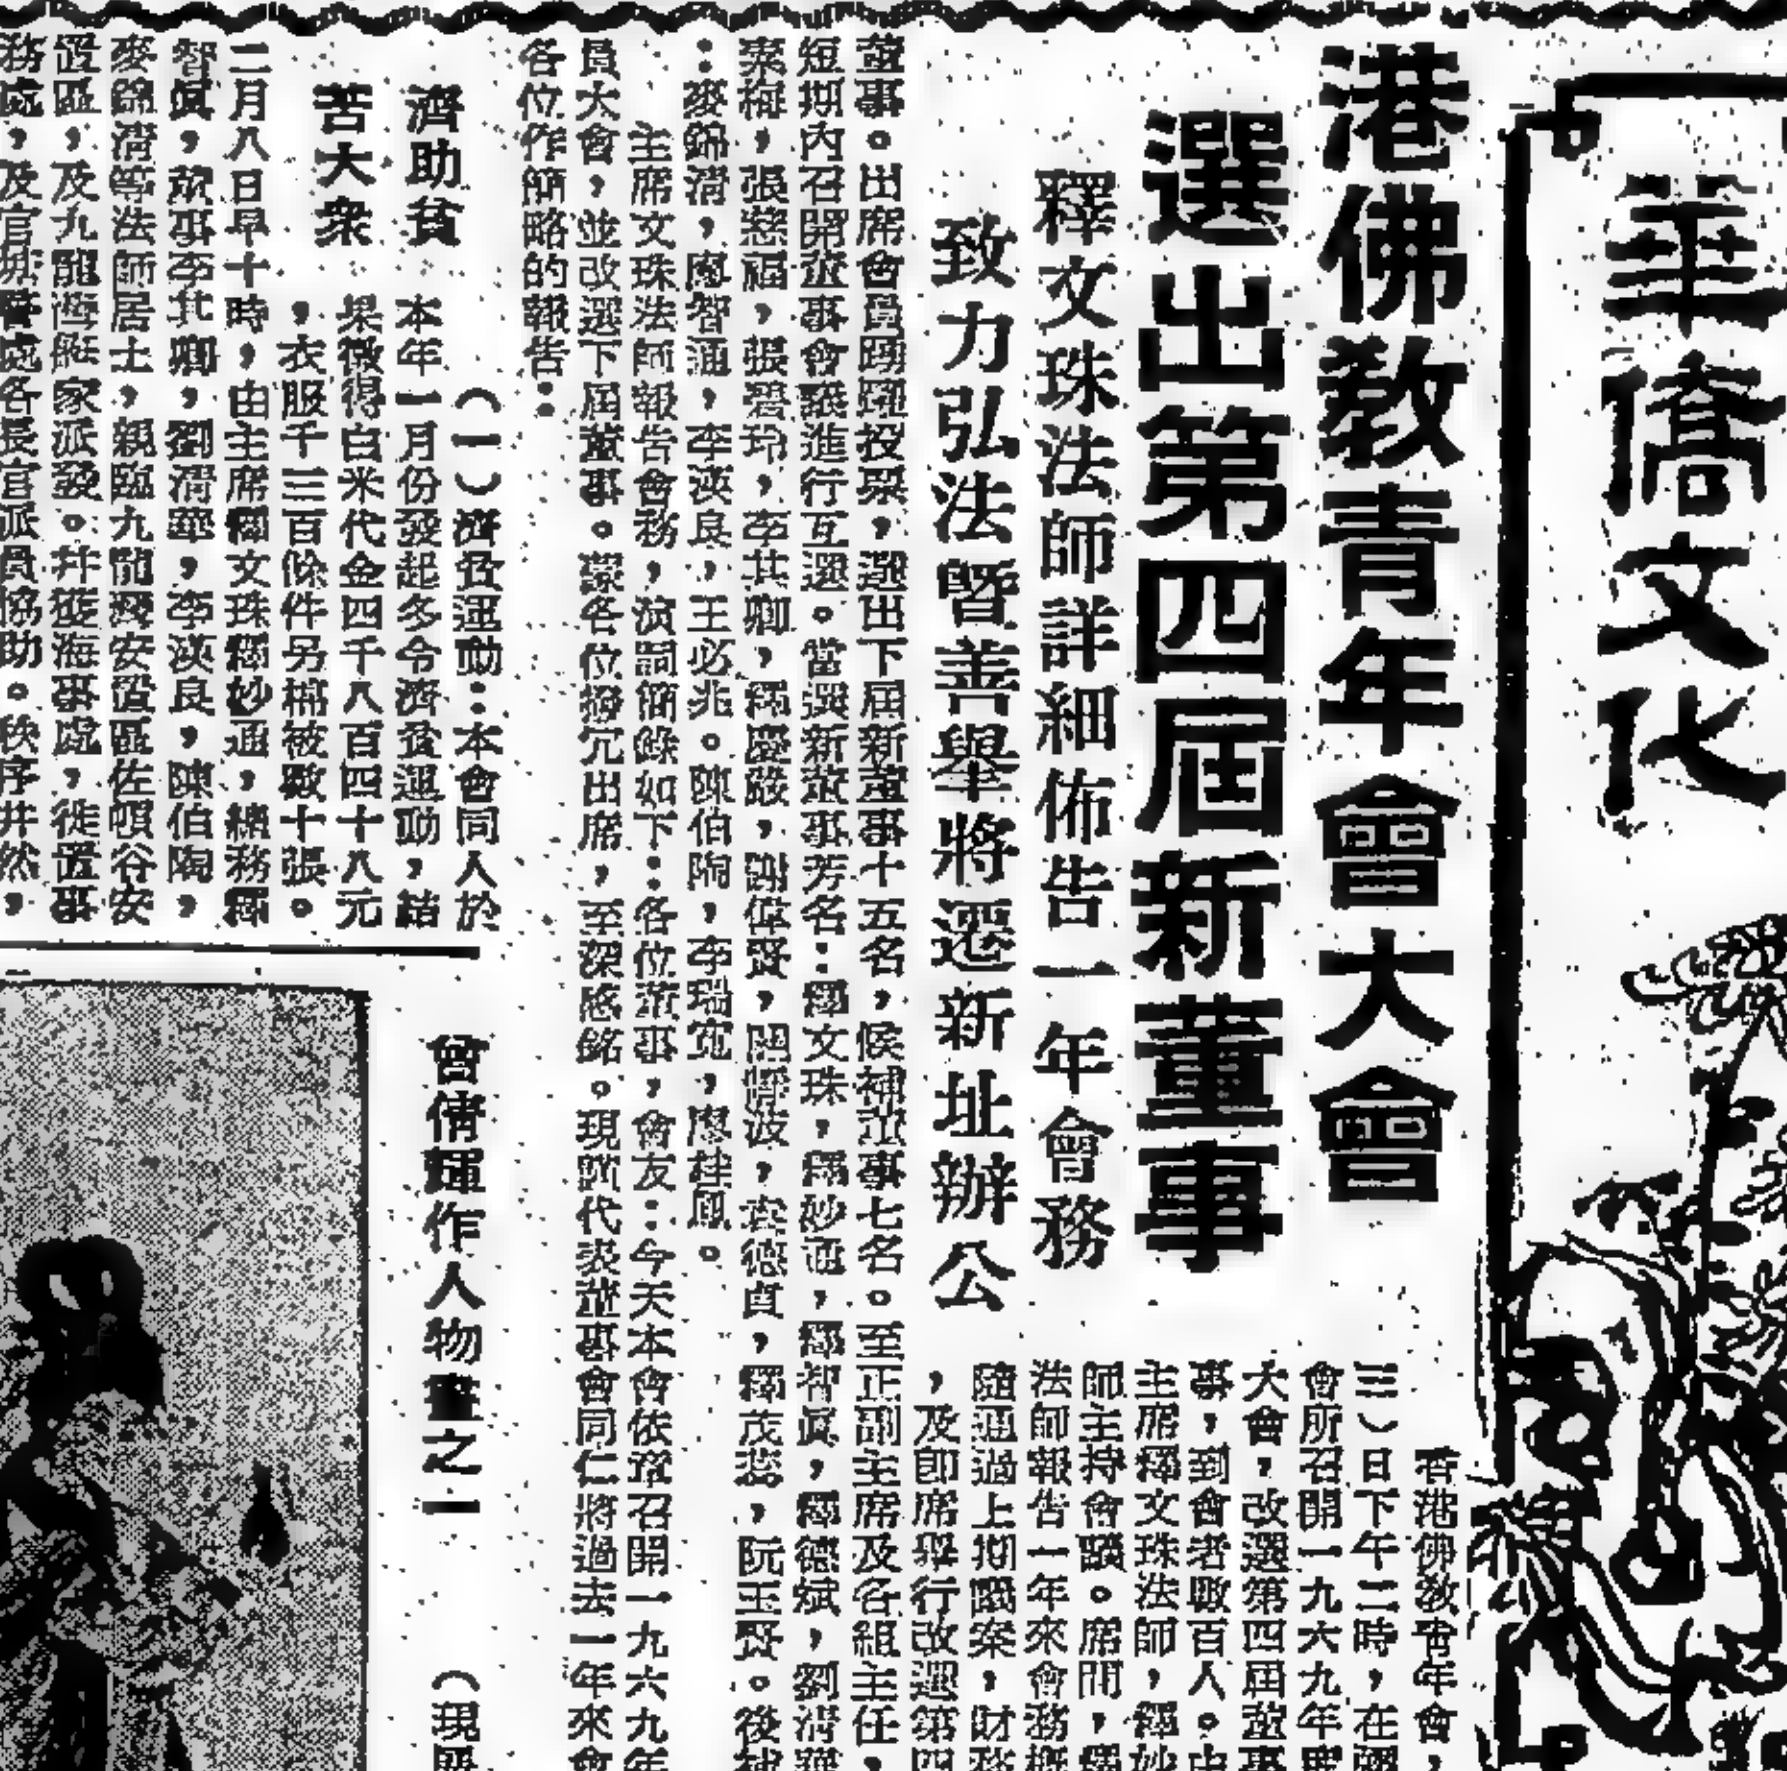 華僑文化
港佛教青年會大會
選出第四屆新董事
釋文珠法師詳細佈告一年會務
致力弘法暨善舉將遷新址辦公
香港佛教青年會，
三）日下午二時，在
會所召開一九六九年度
大會，改選第四屆董事
事，到會者數百人。由
主席釋文珠法師，釋妙
師主持會議。席間，釋
法師報告一年來會務概
隨通過上期議案，財務
，及即席舉行改選第四
董事。出席會員踴躍投票，選出下屆新董事十五名，候補董事七名。至正副主席及各組主任，
短期內召開董事會議進行互選。當選新董事芳名：釋文珠，釋妙通，釋智眞，釋德斌，劉清華
案梅，張慈福，張碧玲，李其卿，釋慶嚴，謝偉賢，關靜波，袁德貞，釋茂蕊，阮玉賢。後補
：麥錦清，廖智通，李漢良，王必兆。陳伯陶，李瑞寬，廖桂鳳。
主席文珠法師報告會務，演詞簡錄如下：各位董事，會友：今天本會依章召開一九六九年
員大會，並改選下屆董事。蒙各位撥冗出席，至深感銘。現謹代表董事會同仁將過去一年來會
各位作簡略的報告：
濟助貧
苦大衆
（一）濟貧運動：本會同人於
本年一月份發起冬令濟貧運動，結
果徵得白米代金四千八百四十八元
，衣服千三百餘件另棉被數十張。
二月八日早十時，由主席釋文珠釋妙通，總務釋
智眞，董事李其卿，劉清華，李漢良，陳伯陶，
麥錦清等法師居士，親臨九龍灣安置區佐頓谷安
置區，及九龍灣艇家派發。幷獲海事處，徙置事
務處，及官塘警處各長官派員協助。秩序井然，
曾倩輝作人物畫之一
（現